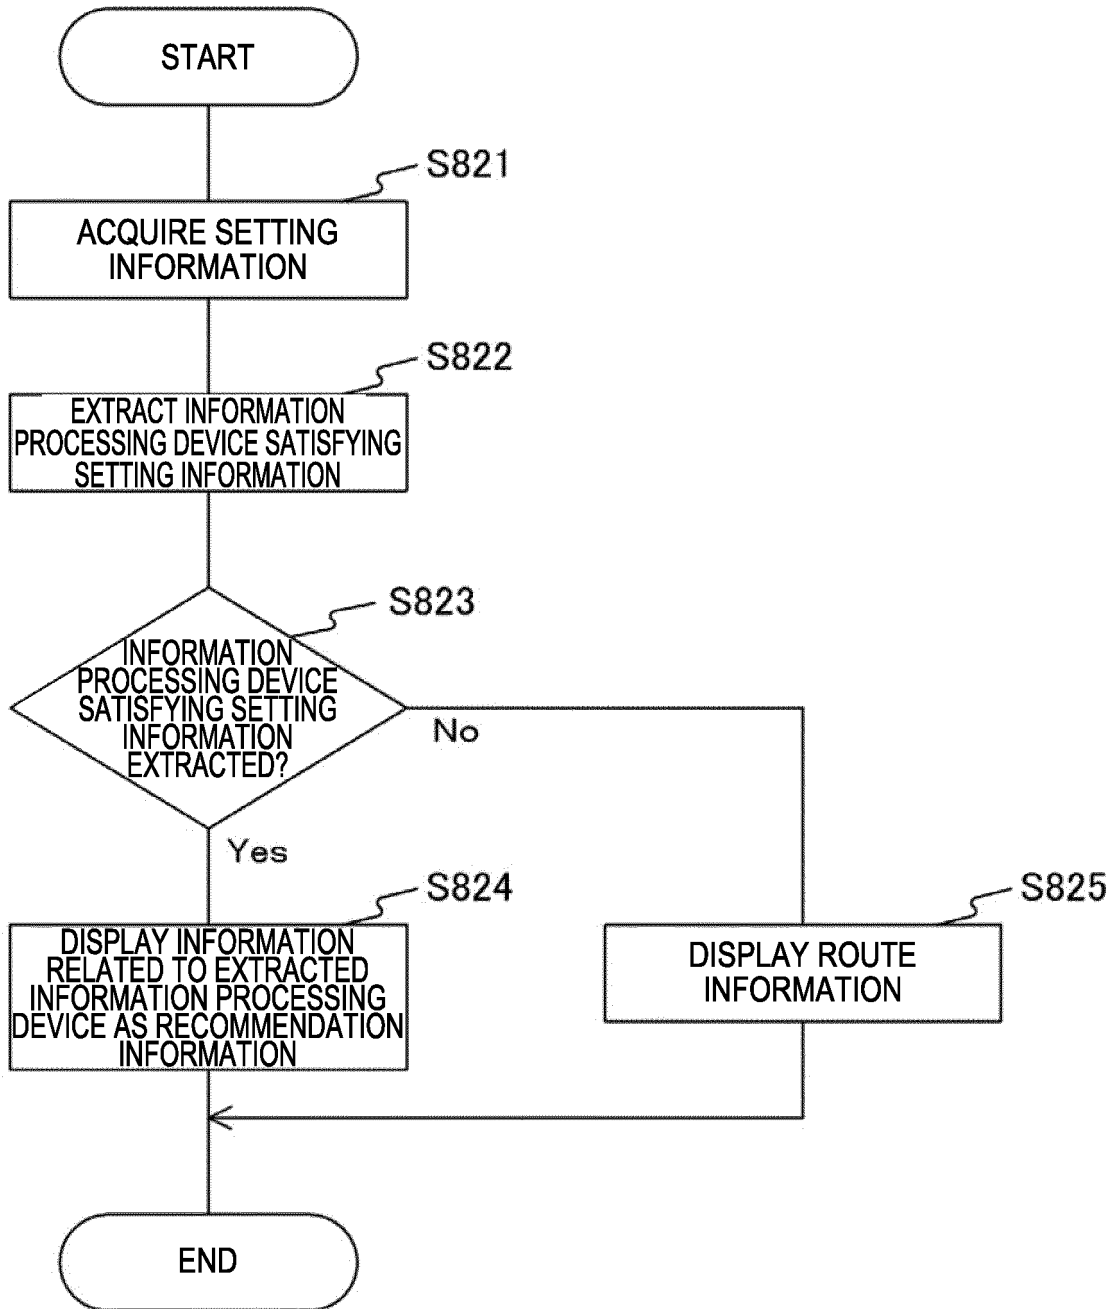 START
S821
ACQUIRE SETTING
INFORMATION
S822
EXTRACT INFORMATION
PROCESSING DEVICE SATISFYING
SETTING INFORMATION
S823
INFORMATION
PROCESSING DEVICE
SATISFYING SETTING
INFORMATION
EXTRACTED?
No
Yes
S824
DISPLAY INFORMATION
RELATED TO EXTRACTED
INFORMATION PROCESSING
DEVICE AS RECOMMENDATION
INFORMATION
S825
DISPLAY ROUTE
INFORMATION
END